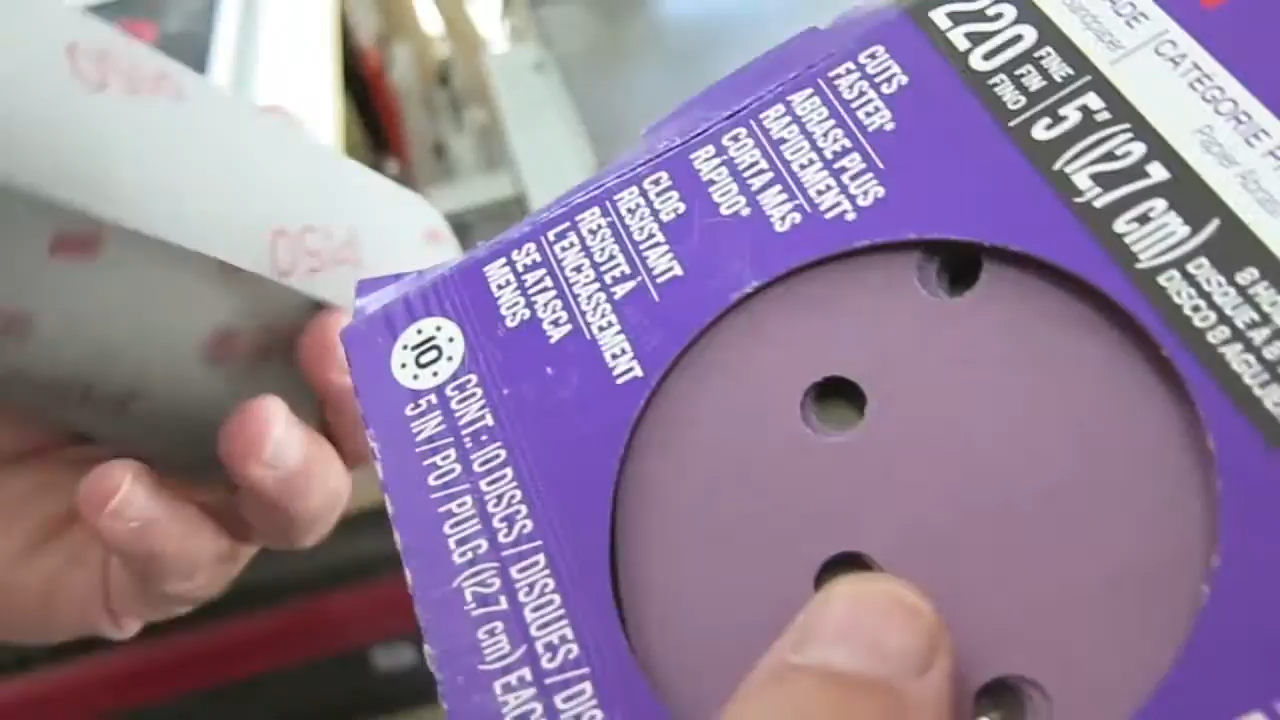 220
FINE
FIN
FINO
5" (12,7 cm)
CATÉGORIE
DISQUE À 8
DISCO 8 AGUJE
CUTS
FASTER*
ABRASE PLUS
RAPIDEMENT*
CORTA MÁS
RÁPIDO*
CLOG
RESISTANT
RÉSISTE À
L'ENCRASSEMENT
SE ATASCA
MENOS
10
CONT.: 10 DISCS / DISQUES / DIS
5 IN / PO / PULG (12,7 cm) EAC
P150